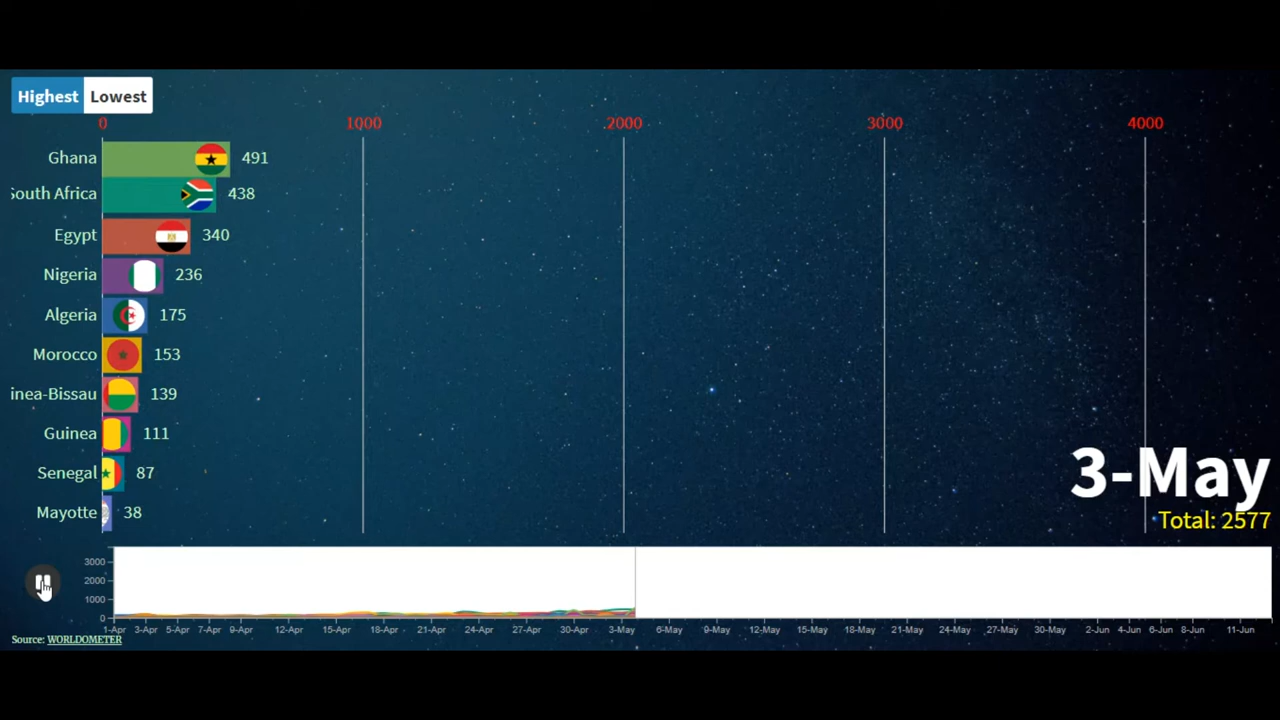 Highest Lowest
0 1000 2000 3000 4000
Ghana 491
South Africa 438
Egypt 340
Nigeria 236
Algeria 175
Morocco 153
inea-Bissau 139
Guinea 111
Senegal 87
Mayotte 38
3-May
Total: 2577
3000
2000
1000
0
1-Apr 3-Apr 5-Apr 7-Apr 9-Apr 12-Apr 15-Apr 18-Apr 21-Apr 24-Apr 27-Apr 30-Apr 3-May 6-May 9-May 12-May 15-May 18-May 21-May 24-May 27-May 30-May 2-Jun 4-Jun 6-Jun 8-Jun 11-Jun
Source: WORLDOMETER